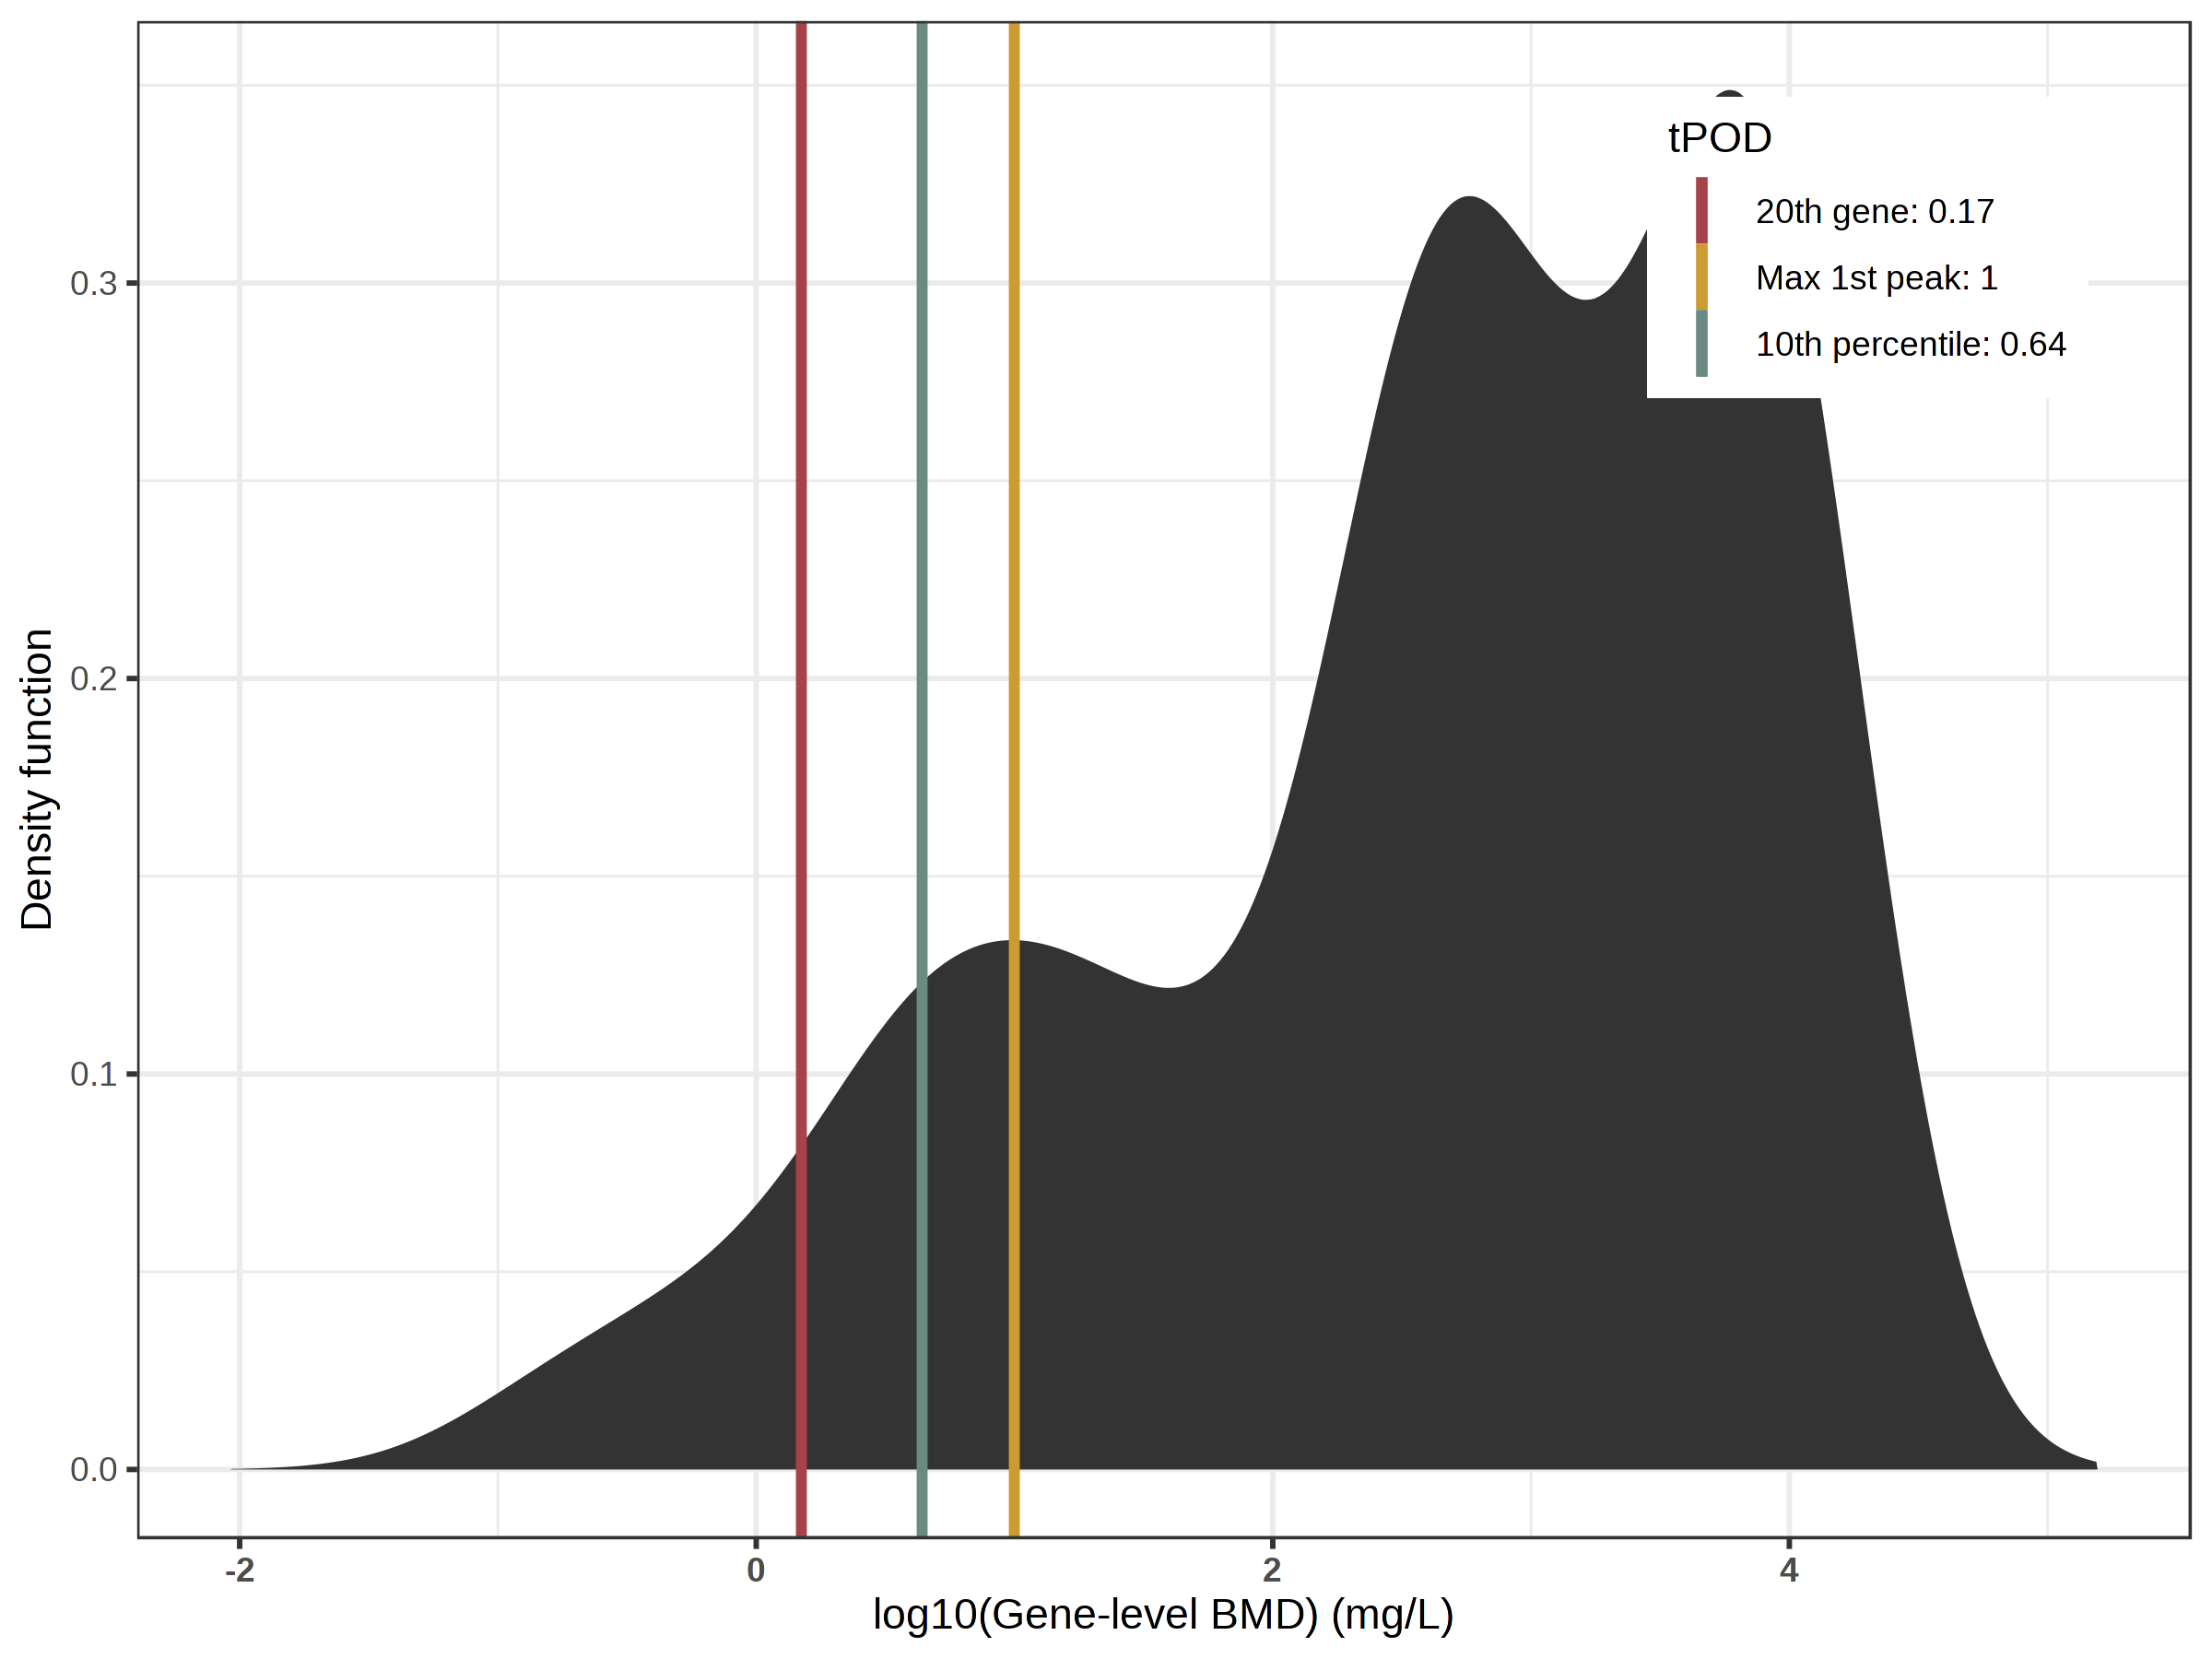 tPOD
20th gene: 0.17
Max 1st peak: 1
10th percentile: 0.64
Density function
0.3
0.2
0.1
0.0
-2 0 2 4
log10(Gene-level BMD) (mg/L)